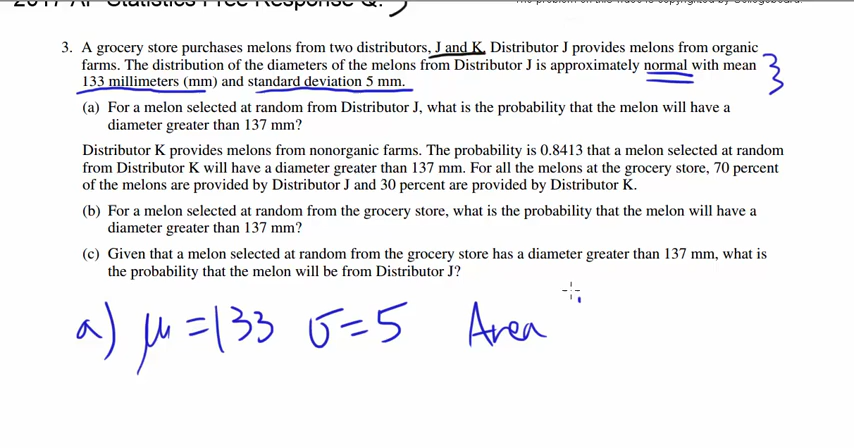 3. A grocery store purchases melons from two distributors, J and K. Distributor J provides melons from organic
farms. The distribution of the diameters of the melons from Distributor J is approximately normal with mean
133 millimeters (mm) and standard deviation 5 mm.
(a) For a melon selected at random from Distributor J, what is the probability that the melon will have a
diameter greater than 137 mm?
Distributor K provides melons from nonorganic farms. The probability is 0.8413 that a melon selected at random
from Distributor K will have a diameter greater than 137 mm. For all the melons at the grocery store, 70 percent
of the melons are provided by Distributor J and 30 percent are provided by Distributor K.
(b) For a melon selected at random from the grocery store, what is the probability that the melon will have a
diameter greater than 137 mm?
(c) Given that a melon selected at random from the grocery store has a diameter greater than 137 mm, what is
the probability that the melon will be from Distributor J?
a) μ = 133 σ = 5 Area